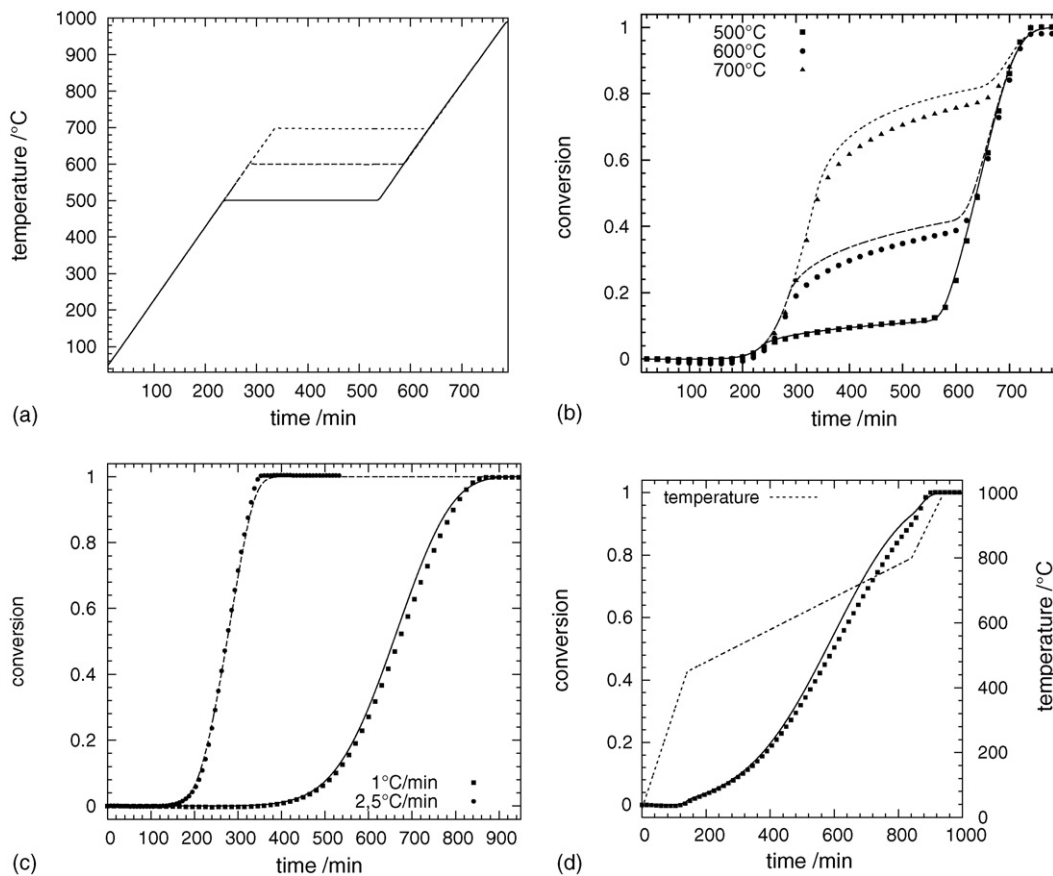 1000
900
800
700
600
500
400
300
200
100
temperature /°C
100 200 300 400 500 600 700
time /min
(a)
1
0.8
0.6
0.4
0.2
0
conversion
500°C
600°C
700°C
100 200 300 400 500 600 700
time /min
(b)
1
0.8
0.6
0.4
0.2
0
conversion
1°C/min
2.5°C/min
0 100 200 300 400 500 600 700 800 900
time /min
(c)
1
0.8
0.6
0.4
0.2
0
conversion
temperature
1000
800
600
400
200
0
temperature /°C
0 200 400 600 800 1000
time /min
(d)